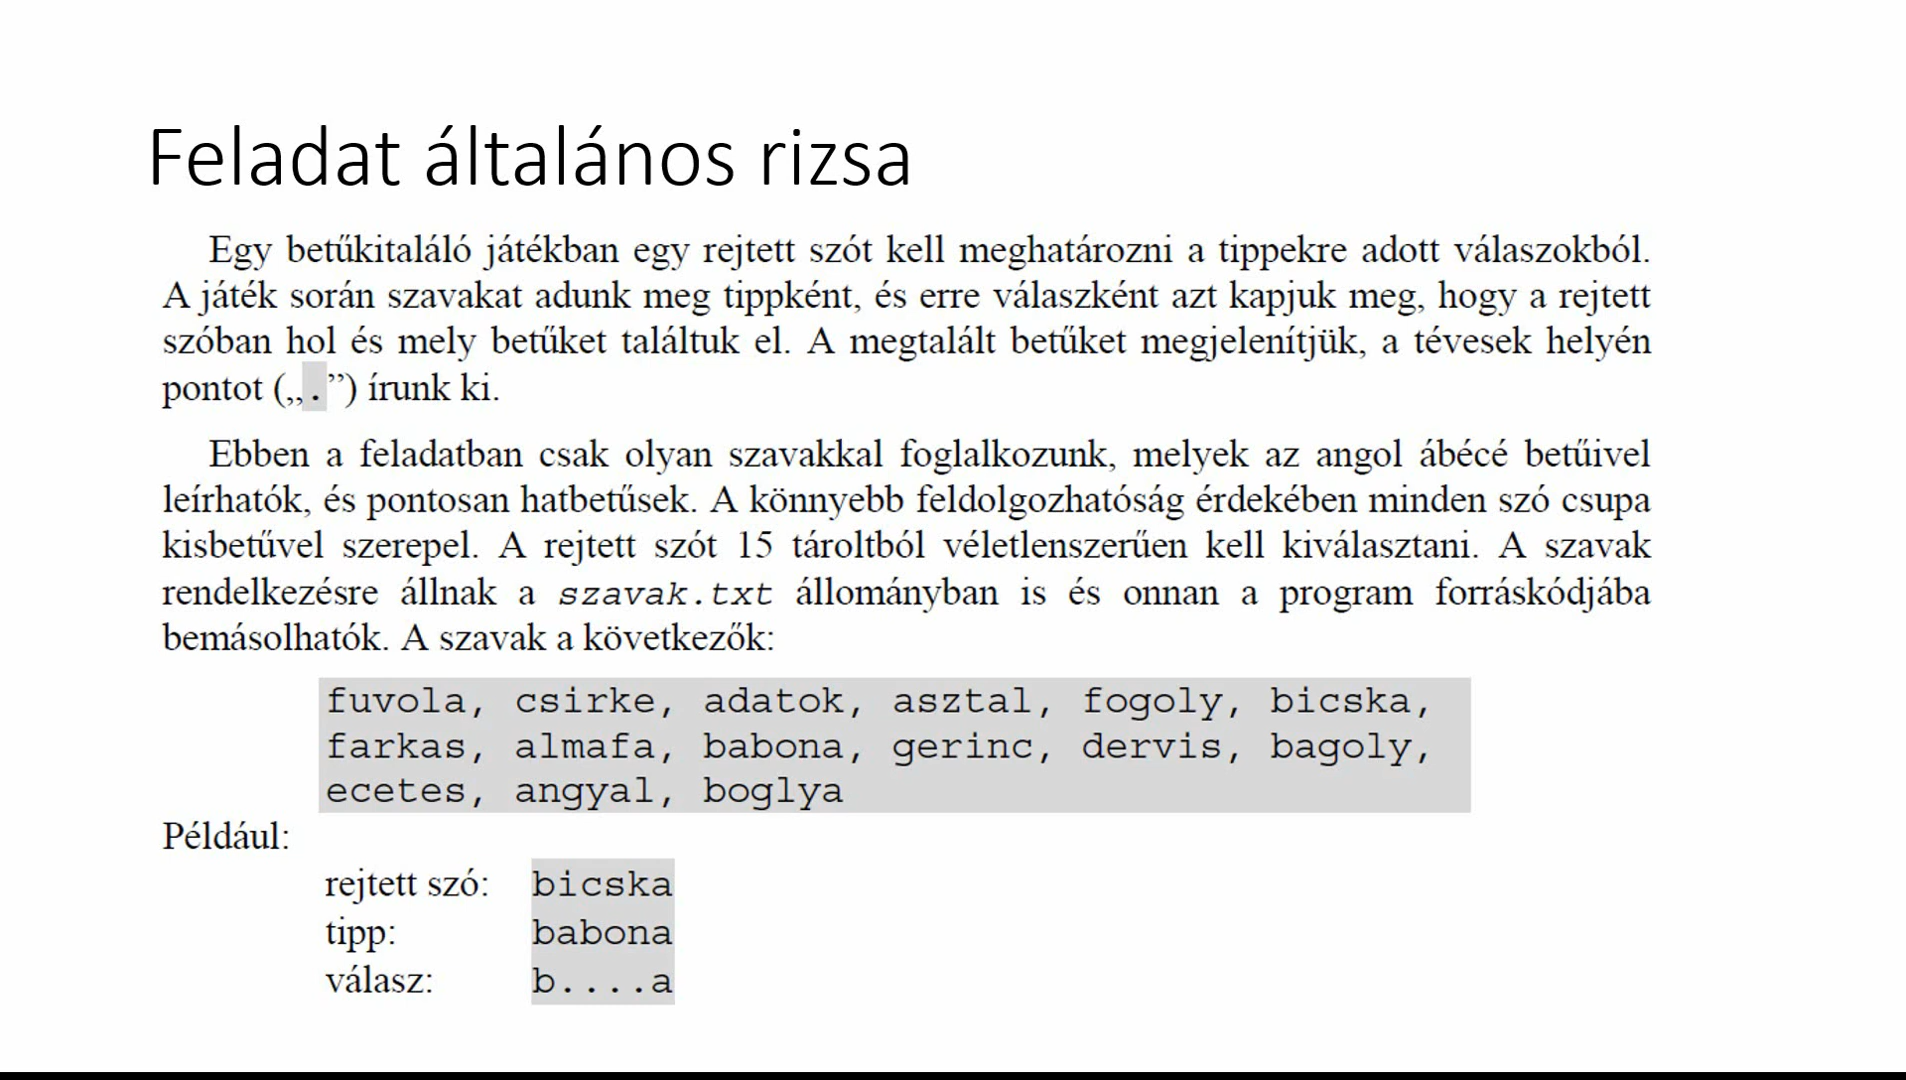 Feladat általános rizsa
Egy betűkitaláló játékban egy rejtett szót kell meghatározni a tippekre adott válaszokból.
A játék során szavakat adunk meg tippként, és erre válaszként azt kapjuk meg, hogy a rejtett
szóban hol és mely betűket találtuk el. A megtalált betűket megjelenítjük, a tévesek helyén
pontot („.”) írunk ki.
Ebben a feladatban csak olyan szavakkal foglalkozunk, melyek az angol ábécé betűivel
leírhatók, és pontosan hatbetűsek. A könnyebb feldolgozhatóság érdekében minden szó csupa
kisbetűvel szerepel. A rejtett szót 15 tároltból véletlenszerűen kell kiválasztani. A szavak
rendelkezésre állnak a szavak.txt állományban is és onnan a program forráskódjába
bemásolhatók. A szavak a következők:
fuvola, csirke, adatok, asztal, fogoly, bicska,
farkas, almafa, babona, gerinc, dervis, bagoly,
ecetes, angyal, boglya
Például:
rejtett szó: bicska
tipp: babona
válasz: b....a